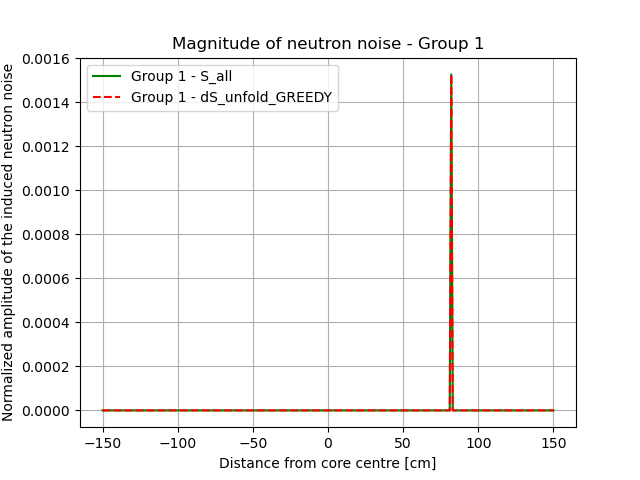 Magnitude of neutron noise - Group 1
Group 1 - S_all
Group 1 - dS_unfold_GREEDY
Normalized amplitude of the induced neutron noise
0.0016
0.0014
0.0012
0.0010
0.0008
0.0006
0.0004
0.0002
0.0000
−150 −100 −50 0 50 100 150
Distance from core centre [cm]